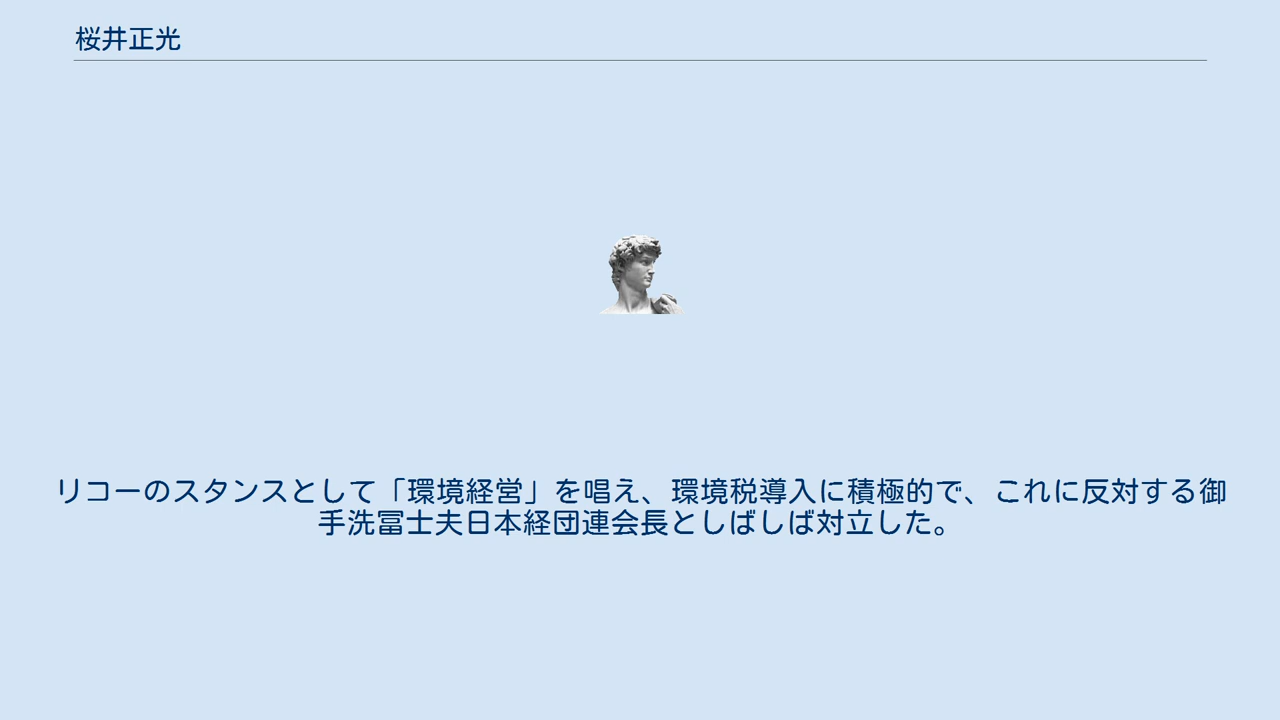 桜井正光
リコーのスタンスとして「環境経営」を唱え、環境税導入に積極的で、これに反対する御
手洗冨士夫日本経団連会長としばしば対立した。